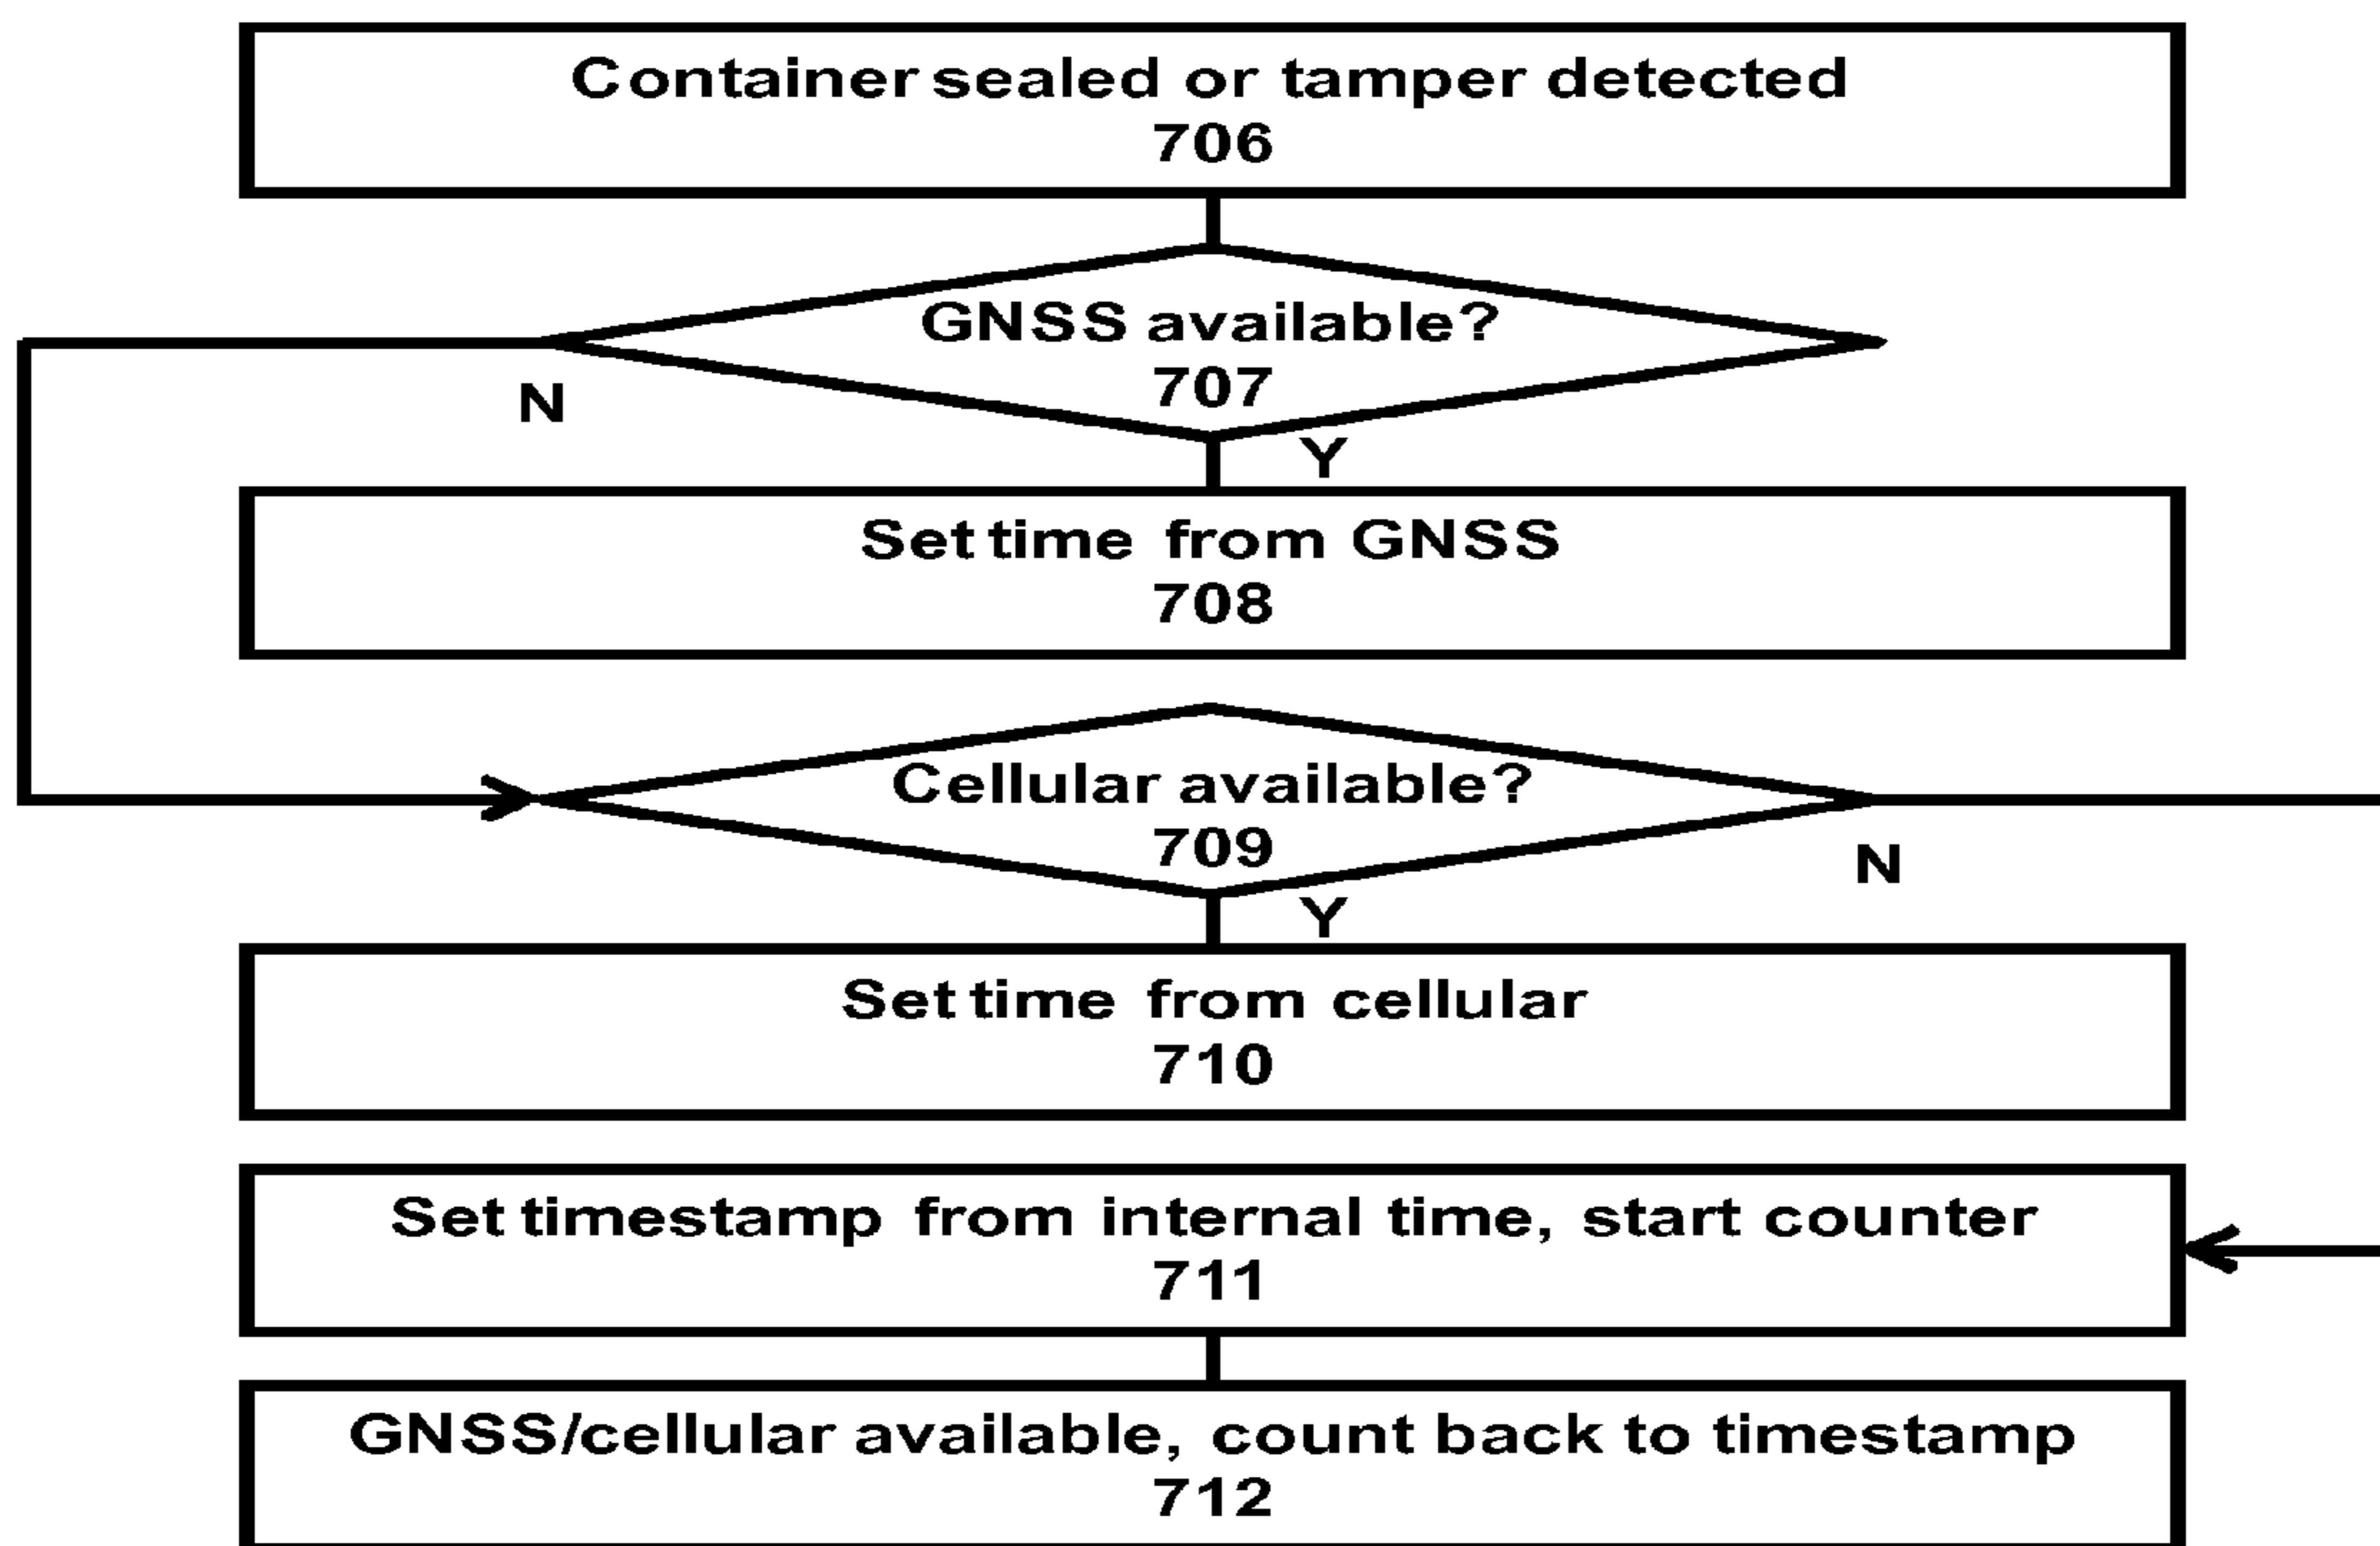 Container sealed or tamper detected
706
GNSS available?
707
N
Y
Set time from GNSS
708
Cellular available?
709
N
Y
Set time from cellular
710
Set timestamp from internal time, start counter
711
GNSS/cellular available, count back to timestamp
712